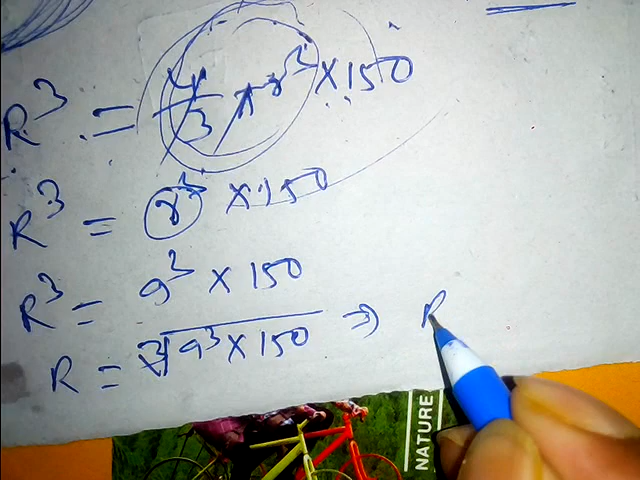 R³ = 4/3 πr³ × 150
R³ = r³ × 150
R³ = 9³ × 150
R = ∛9³ × 150 ⇒ R
NATURE